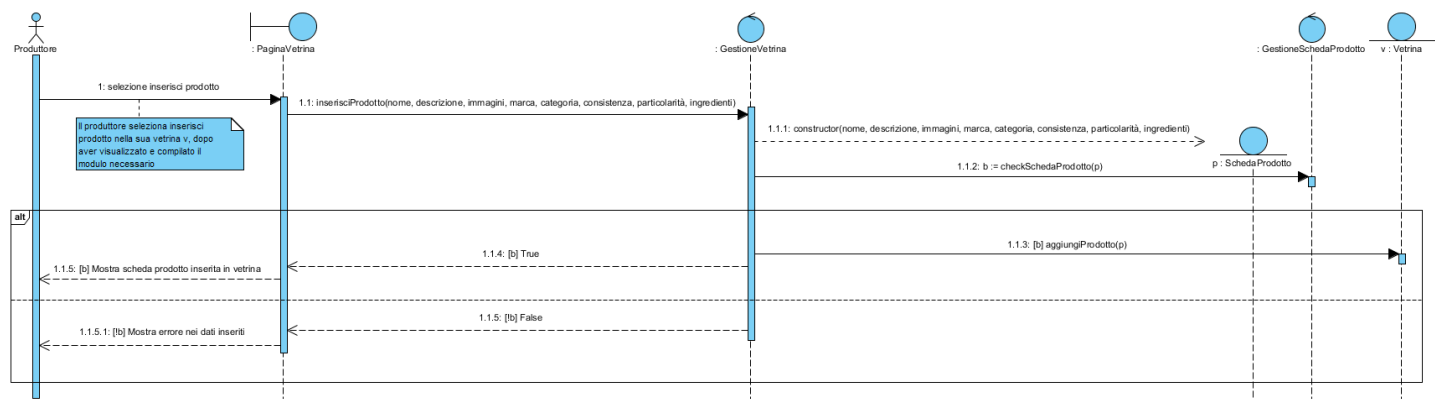 Produttore
: PaginaVetrina
: GestioneVetrina
: GestioneSchedaProdotto
v : Vetrina
1: selezione inserisci prodotto
1.1: inserisciProdotto(nome, descrizione, immagini, marca, categoria, consistenza, particolarità, ingredienti)
Il produttore seleziona inserisci
prodotto nella sua vetrina v, dopo
aver visualizzato e compilato il
modulo necessario
1.1.1: constructor(nome, descrizione, immagini, marca, categoria, consistenza, particolarità, ingredienti)
p : SchedaProdotto
1.1.2: b := checkSchedaProdotto(p)
alt
1.1.3: [b] aggiungiProdotto(p)
1.1.4: [b] True
1.1.5: [b] Mostra scheda prodotto inserita in vetrina
1.1.5: [!b] False
1.1.5.1: [!b] Mostra errore nei dati inseriti